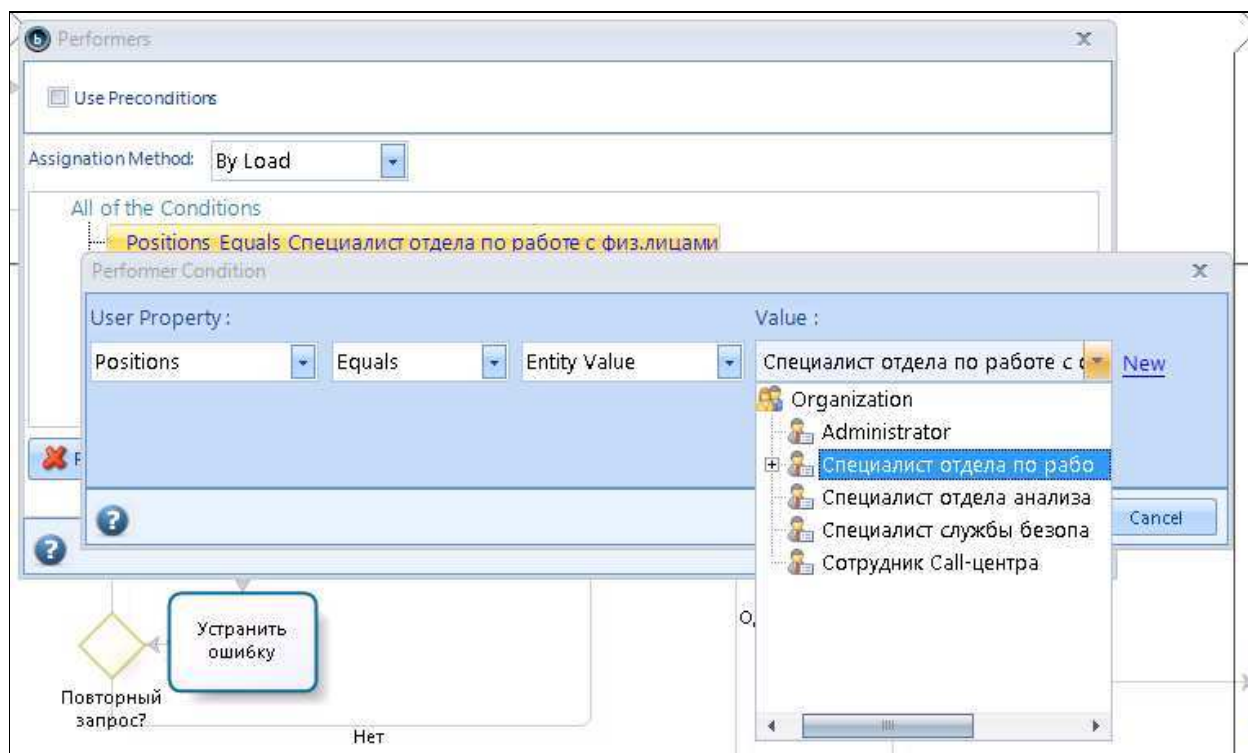 Performers
Use Preconditions
Assignation Method: By Load
All of the Conditions
Positions Equals Специалист отдела по работе с физ.лицами
Performer Condition
User Property : Value :
Positions Equals Entity Value Специалист отдела по работе с New
Organization
Administrator
Специалист отдела по рабо
Специалист отдела анализа
Специалист службы безопа
Сотрудник Call-центра
Cancel
Устранить
ошибку
Повторный
запрос?
Нет